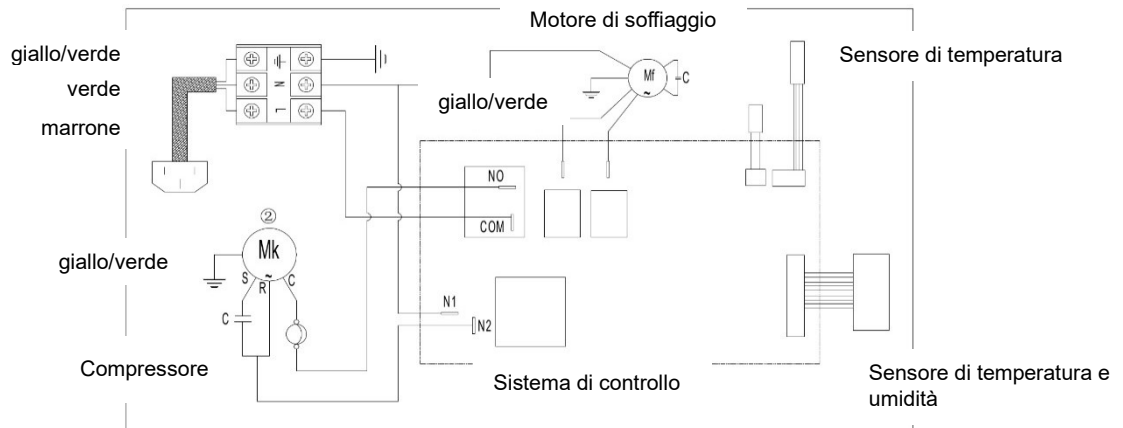 Motore di soffiaggio
giallo/verde
Sensore di temperatura
verde
giallo/verde
marrone
N
L
Mf
~
C
NO
COM
②
giallo/verde
Mk
~
S
R
C
C
N1
N2
Compressore
Sistema di controllo
Sensore di temperatura e
umidità